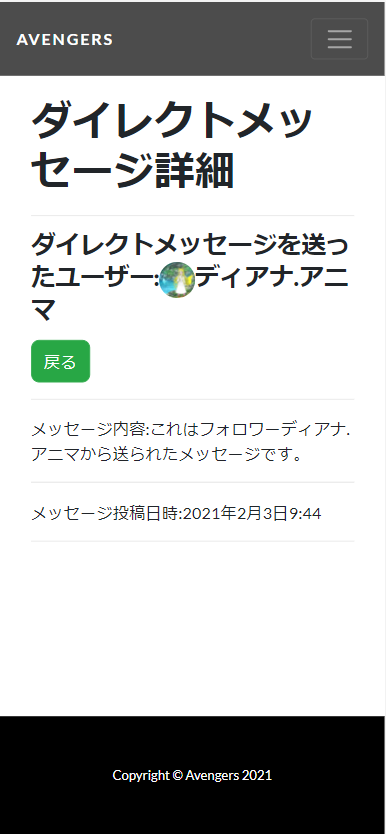 AVENGERS
ダイレクトメッ
セージ詳細
ダイレクトメッセージを送っ
たユーザー:ディアナ.アニ
マ
戻る
メッセージ内容:これはフォロワーディアナ.
アニマから送られたメッセージです。
メッセージ投稿日時:2021年2月3日9:44
Copyright © Avengers 2021